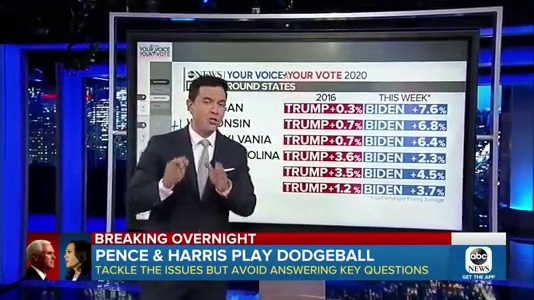 YOUR VOICE
YOUR VOTE
abc NEWS YOUR VOICE YOUR VOTE 2020
ROUND STATES
2016 THIS WEEK*
GAN TRUMP+0.3% BIDEN +7.6%
ONSIN TRUMP+0.7% BIDEN +6.8%
YLVANIA TRUMP+0.7% BIDEN +6.4%
OLINA TRUMP+3.6% BIDEN +2.3%
TRUMP+3.5% BIDEN +4.5%
TRUMP+1.2% BIDEN +3.7%
BREAKING OVERNIGHT
PENCE & HARRIS PLAY DODGEBALL
TACKLE THE ISSUES BUT AVOID ANSWERING KEY QUESTIONS
abc
NEWS
GET THE APP